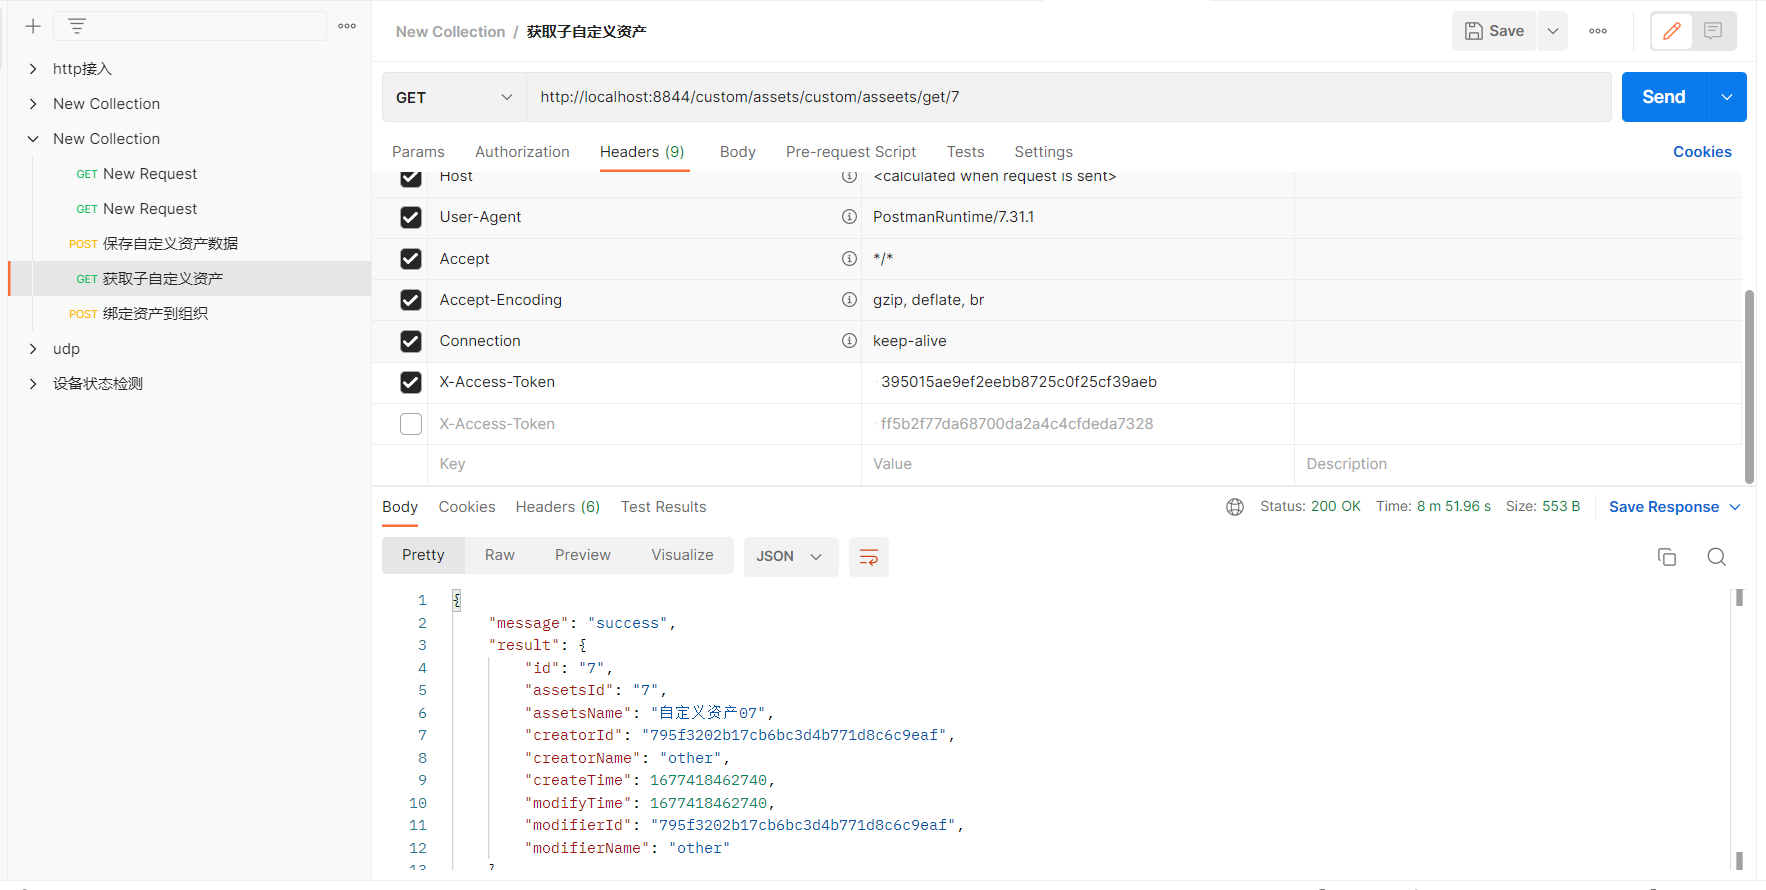 New Collection / 获取子自定义资产
Save
http接入
New Collection
New Collection
GET New Request
GET New Request
POST 保存自定义资产数据
GET 获取子自定义资产
POST 绑定资产到组织
udp
设备状态检测
GET http://localhost:8844/custom/assets/custom/asseets/get/7
Send
Params Authorization Headers (9) Body Pre-request Script Tests Settings
Cookies
Host <calculated when request is sent>
User-Agent PostmanRuntime/7.31.1
Accept */*
Accept-Encoding gzip, deflate, br
Connection keep-alive
X-Access-Token 395015ae9ef2eebb8725c0f25cf39aeb
X-Access-Token ff5b2f77da68700da2a4c4cfdeda7328
Key Value Description
Body Cookies Headers (6) Test Results
Status: 200 OK Time: 8 m 51.96 s Size: 553 B Save Response
Pretty Raw Preview Visualize JSON
1 {
2 "message": "success",
3 "result": {
4 "id": "7",
5 "assetsId": "7",
6 "assetsName": "自定义资产07",
7 "creatorId": "795f3202b17cb6bc3d4b771d8c6c9eaf",
8 "creatorName": "other",
9 "createTime": 1677418462740,
10 "modifyTime": 1677418462740,
11 "modifierId": "795f3202b17cb6bc3d4b771d8c6c9eaf",
12 "modifierName": "other"
13 }